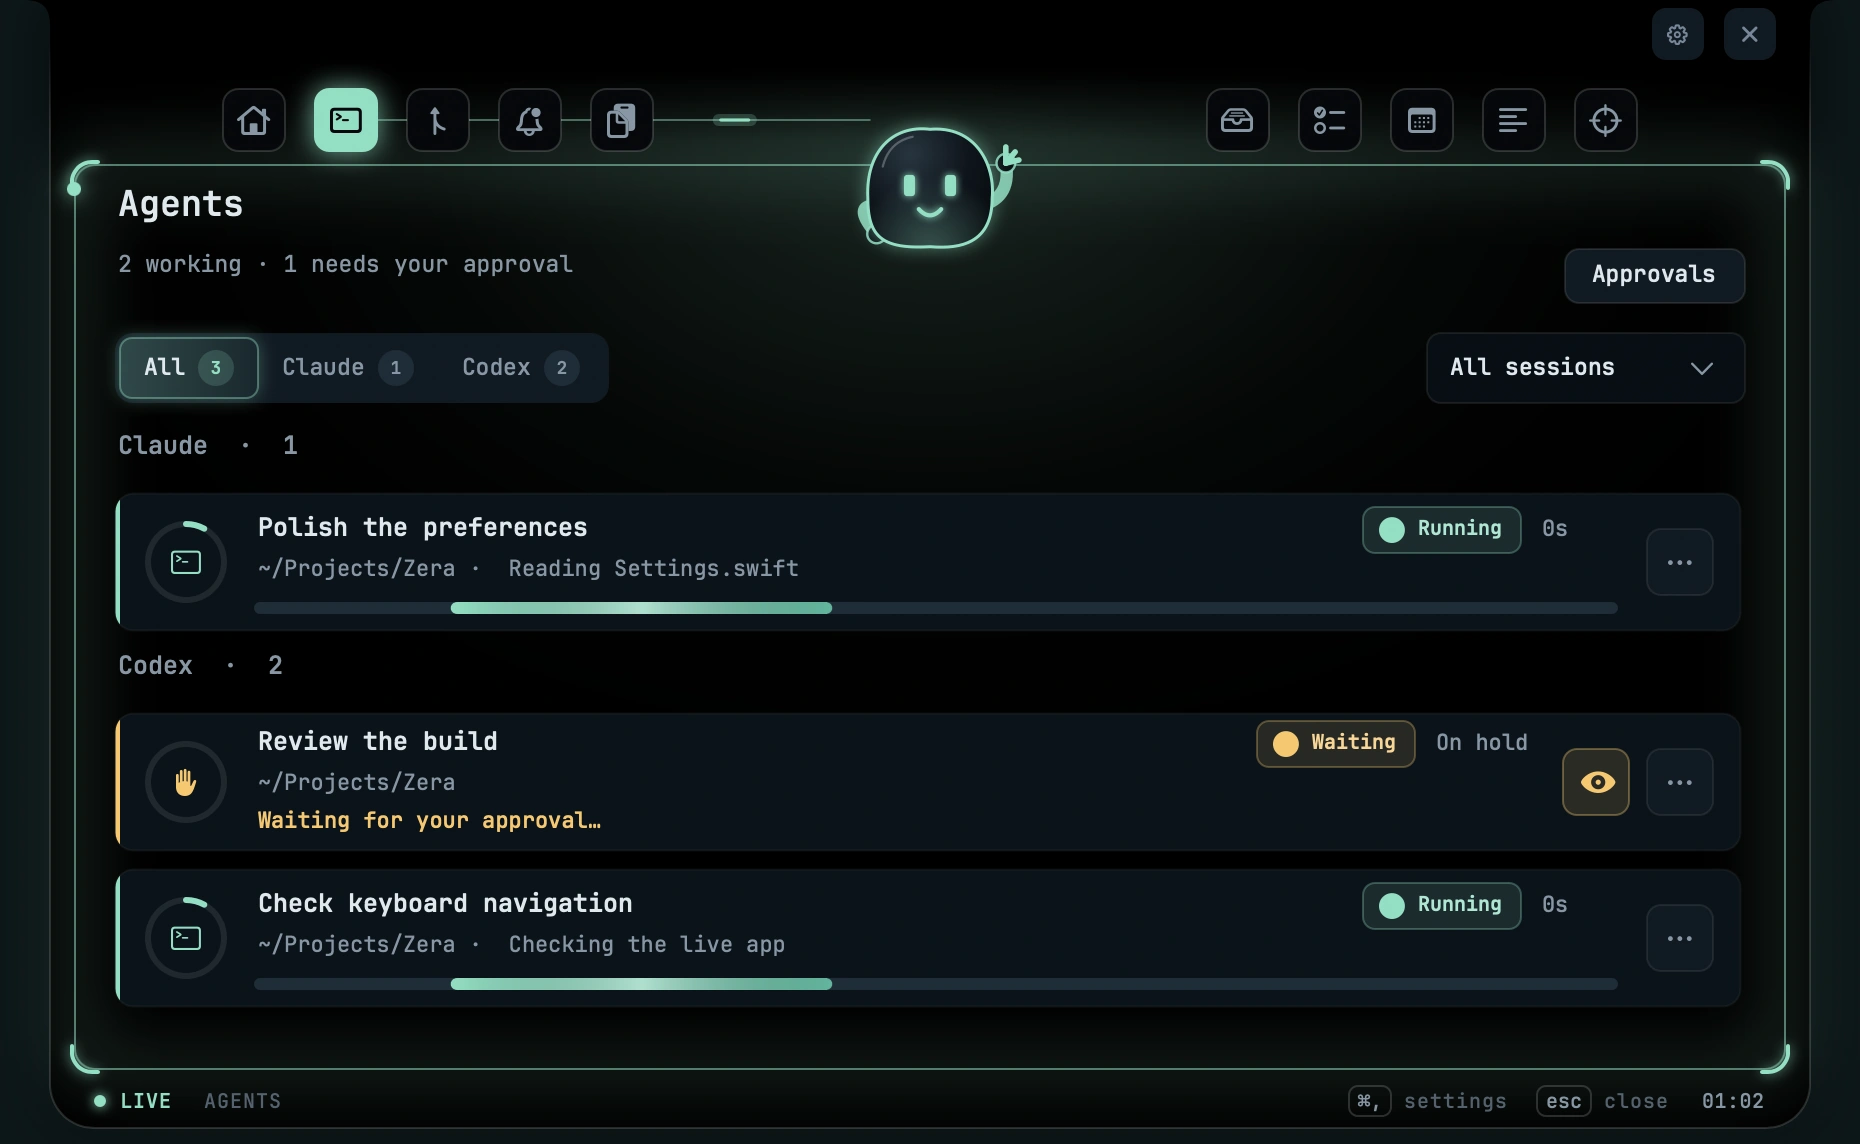 Agents
2 working · 1 needs your approval
Approvals
All 3 Claude 1 Codex 2
All sessions
Claude · 1
Polish the preferences
Running 0s
~/Projects/Zera · Reading Settings.swift
Codex · 2
Review the build
Waiting On hold
~/Projects/Zera
Waiting for your approval…
Check keyboard navigation
Running 0s
~/Projects/Zera · Checking the live app
LIVE AGENTS
⌘, settings esc close 01:02